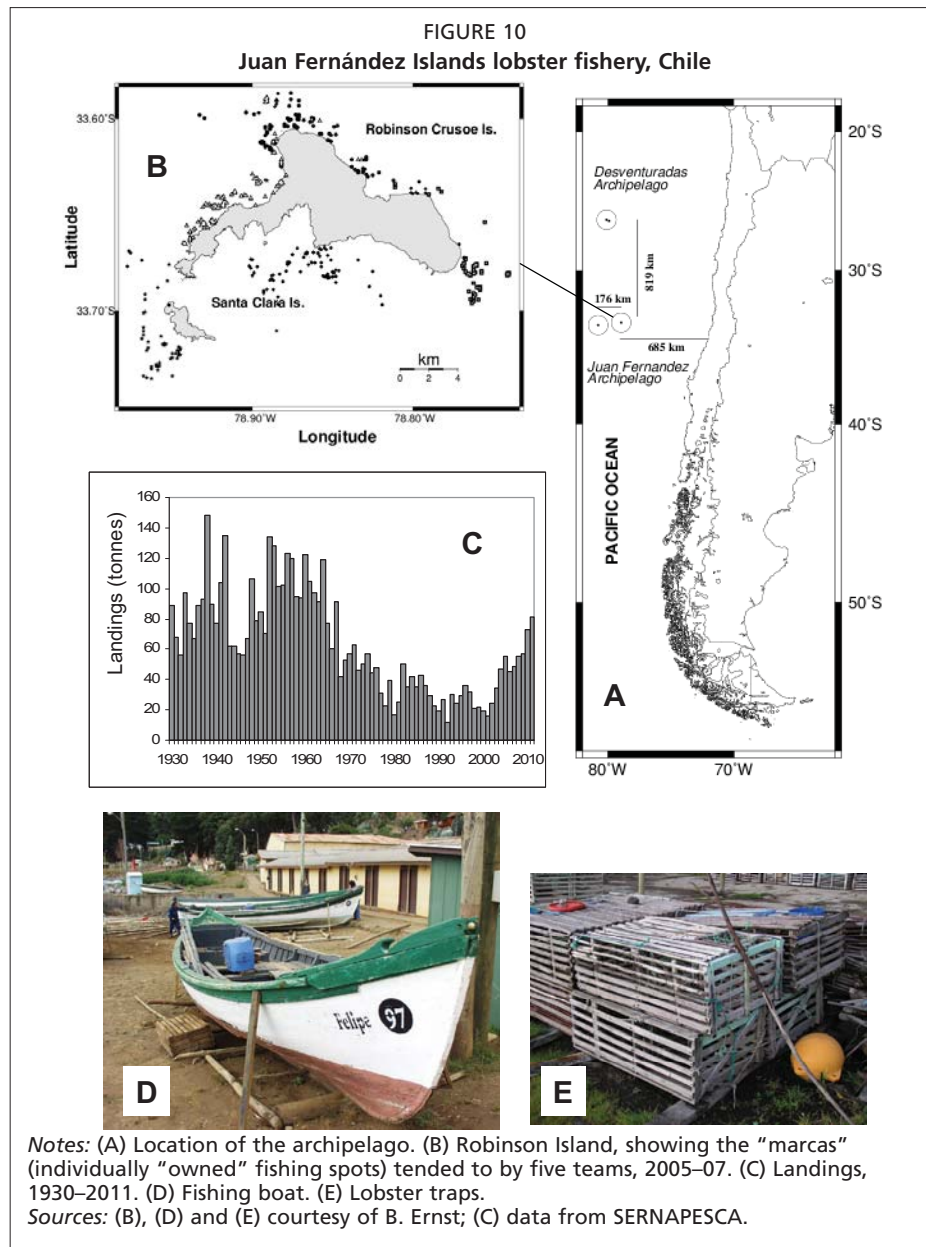 FIGURE 10
Juan Fernández Islands lobster fishery, Chile
33.60°S
33.70°S
Latitude
B
Robinson Crusoe Is.
Santa Clara Is.
km
0 2 4
78.90°W 78.80°W
Longitude
Desventuradas
Archipelago
819 km
176 km
685 km
Juan Fernandez
Archipelago
PACIFIC OCEAN
A
20°S
30°S
40°S
50°S
80°W 70°W
Landings (tonnes)
160
140
120
100
80
60
40
20
0
C
1930 1940 1950 1960 1970 1980 1990 2000 2010
Felipa 97
D
E
Notes: (A) Location of the archipelago. (B) Robinson Island, showing the “marcas”
(individually “owned” fishing spots) tended to by five teams, 2005–07. (C) Landings,
1930–2011. (D) Fishing boat. (E) Lobster traps.
Sources: (B), (D) and (E) courtesy of B. Ernst; (C) data from SERNAPESCA.